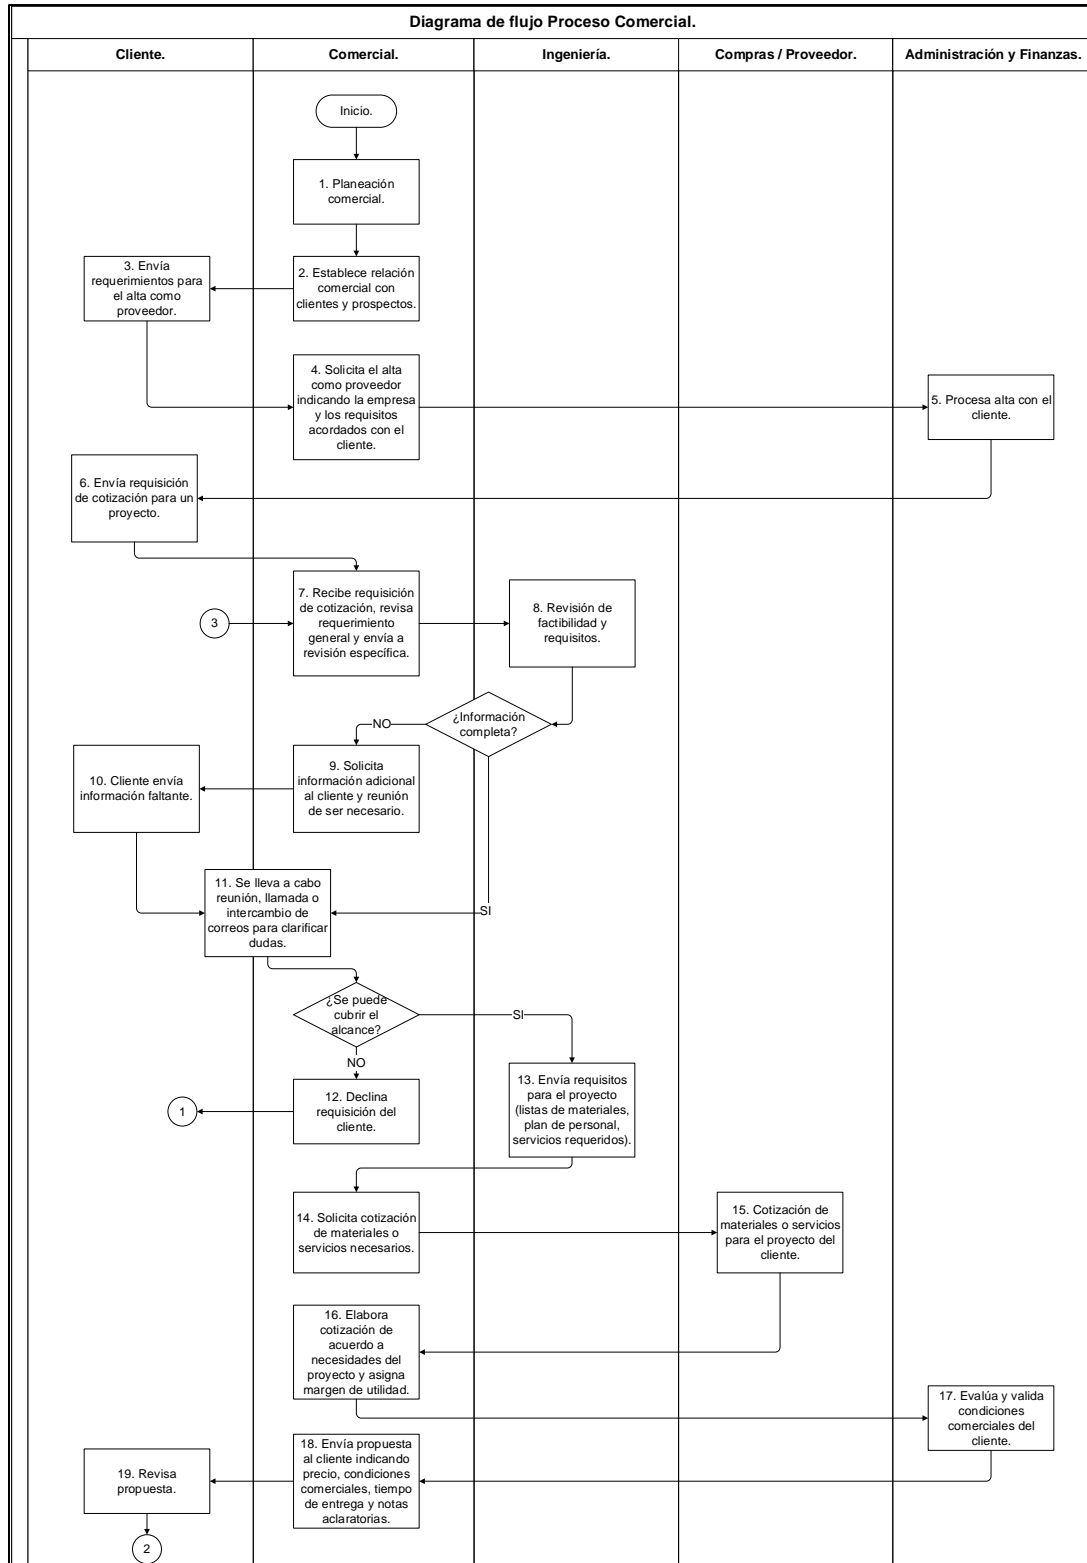 Diagrama de flujo Proceso Comercial.
Cliente.
Comercial.
Ingeniería.
Compras / Proveedor.
Administración y Finanzas.
Inicio.
1. Planeación
comercial.
2. Establece relación
comercial con
clientes y prospectos.
3. Envía
requerimientos para
el alta como
proveedor.
4. Solicita el alta
como proveedor
indicando la empresa
y los requisitos
acordados con el
cliente.
5. Procesa alta con el
cliente.
6. Envía requisición
de cotización para un
proyecto.
3
7. Recibe requisición
de cotización, revisa
requerimiento
general y envía a
revisión específica.
8. Revisión de
factibilidad y
requisitos.
¿Información
completa?
NO
9. Solicita
información adicional
al cliente y reunión
de ser necesario.
10. Cliente envía
información faltante.
11. Se lleva a cabo
reunión, llamada o
intercambio de
correos para clarificar
dudas.
SI
¿Se puede
cubrir el
alcance?
SI
NO
12. Declina
requisición del
cliente.
1
13. Envía requisitos
para el proyecto
(listas de materiales,
plan de personal,
servicios requeridos).
14. Solicita cotización
de materiales o
servicios necesarios.
15. Cotización de
materiales o servicios
para el proyecto del
cliente.
16. Elabora
cotización de
acuerdo a
necesidades del
proyecto y asigna
margen de utilidad.
17. Evalúa y valida
condiciones
comerciales del
cliente.
18. Envía propuesta
al cliente indicando
precio, condiciones
comerciales, tiempo
de entrega y notas
aclaratorias.
19. Revisa
propuesta.
2